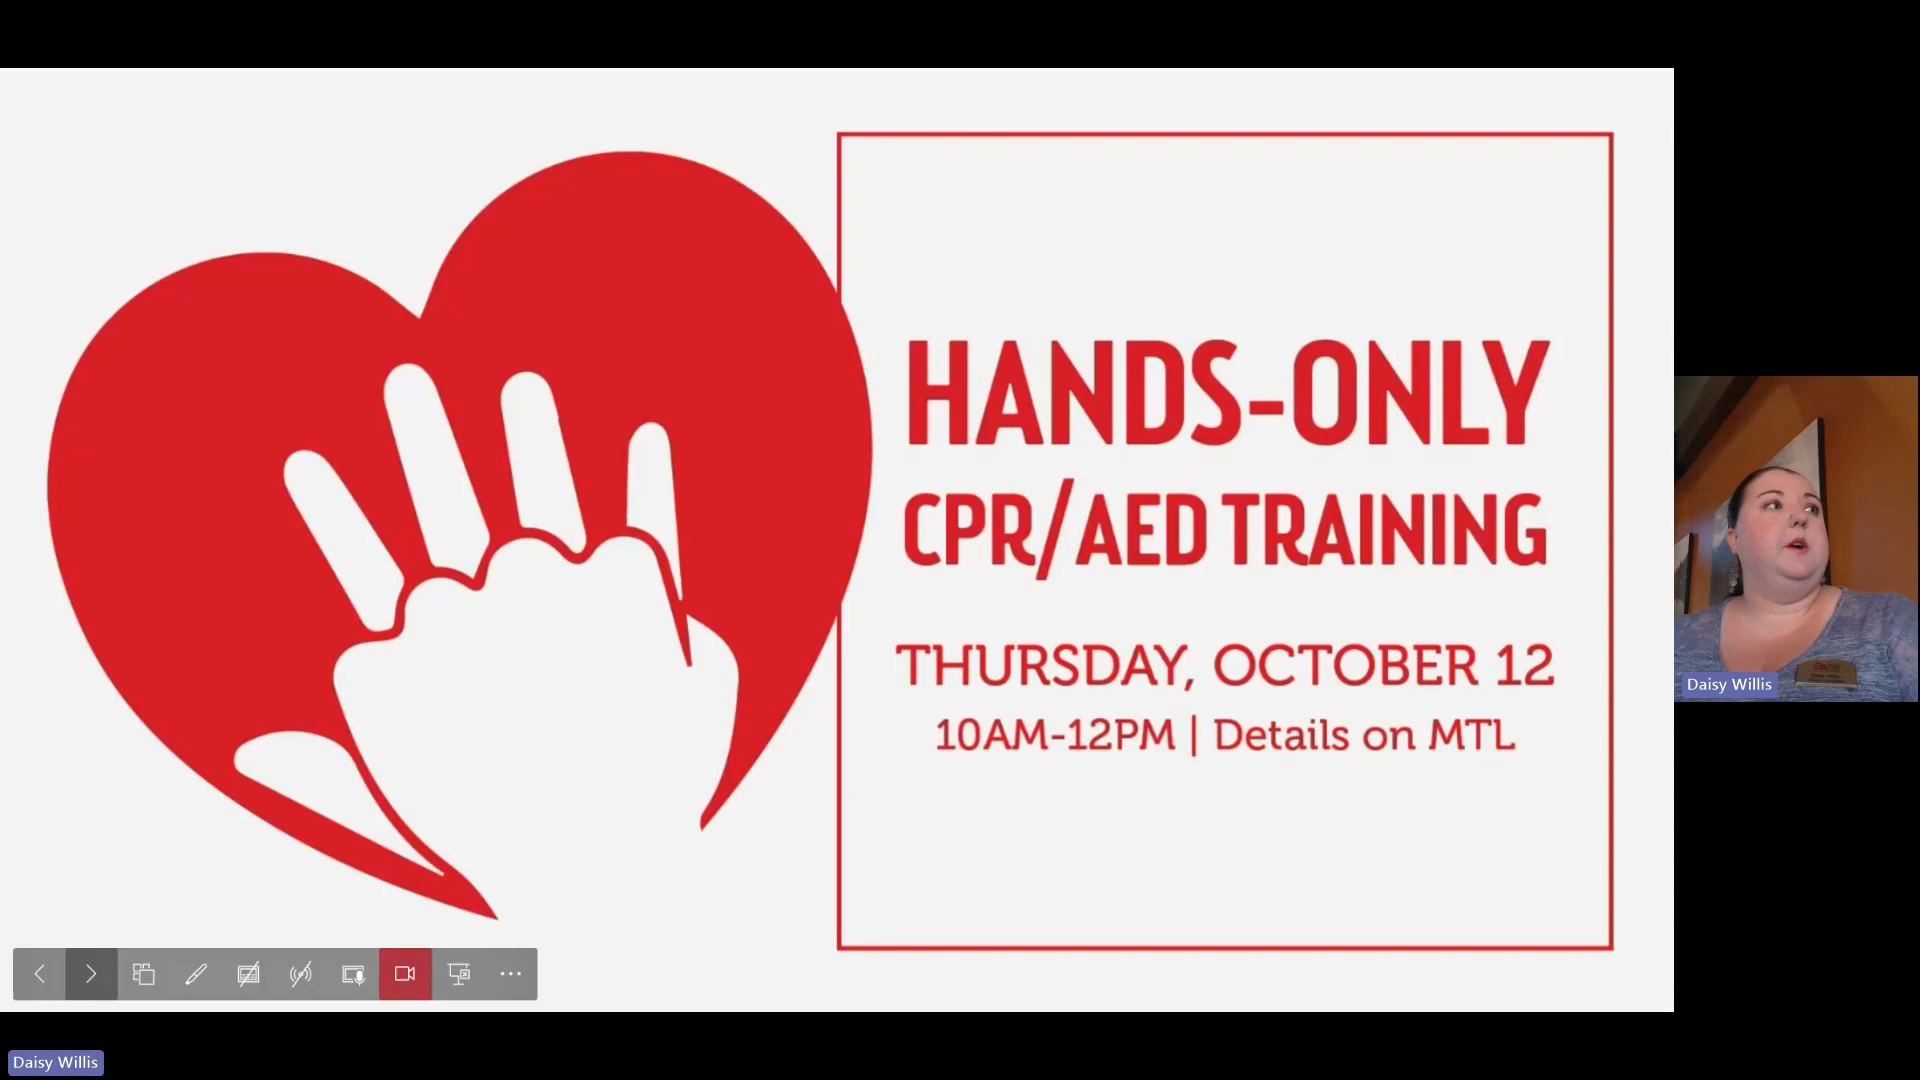 HANDS-ONLY
CPR/AED TRAINING
THURSDAY, OCTOBER 12
10AM-12PM | Details on MTL
Daisy Willis
Daisy Willis